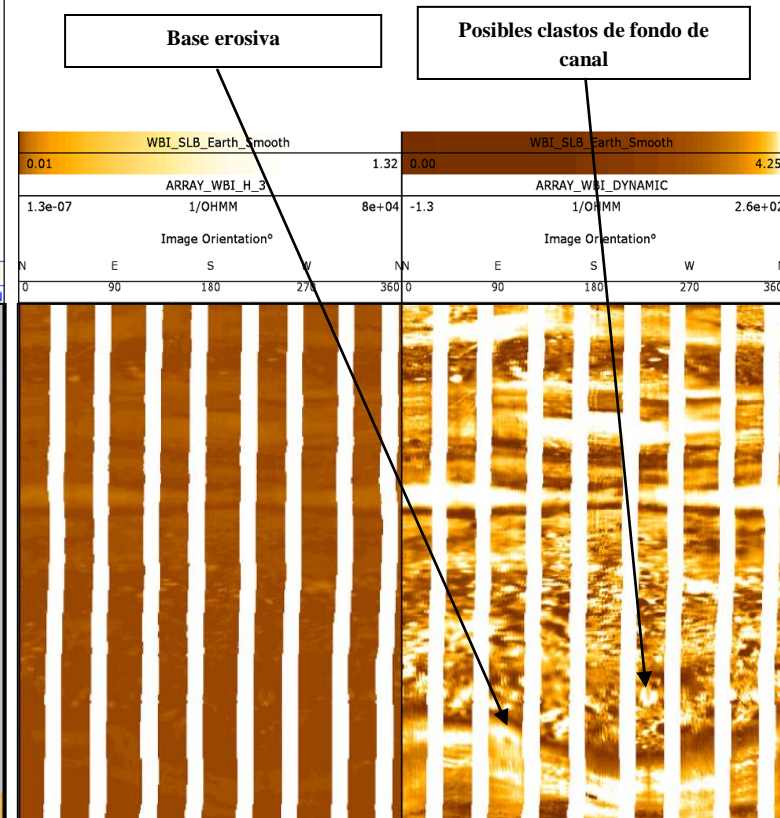 Base erosiva
Posibles clastos de fondo de
canal
WBI_SLB_Earth_Smooth
0.01 1.32
ARRAY_WBI_H_3
1.3e-07 1/OHMM 8e+04
Image Orientation°
N E S W N
0 90 180 270 360
WBI_SLB_Earth_Smooth
0.00 4.25
ARRAY_WBI_DYNAMIC
-1.3 1/OHMM 2.6e+02
Image Orientation°
N E S W
0 90 180 270 360